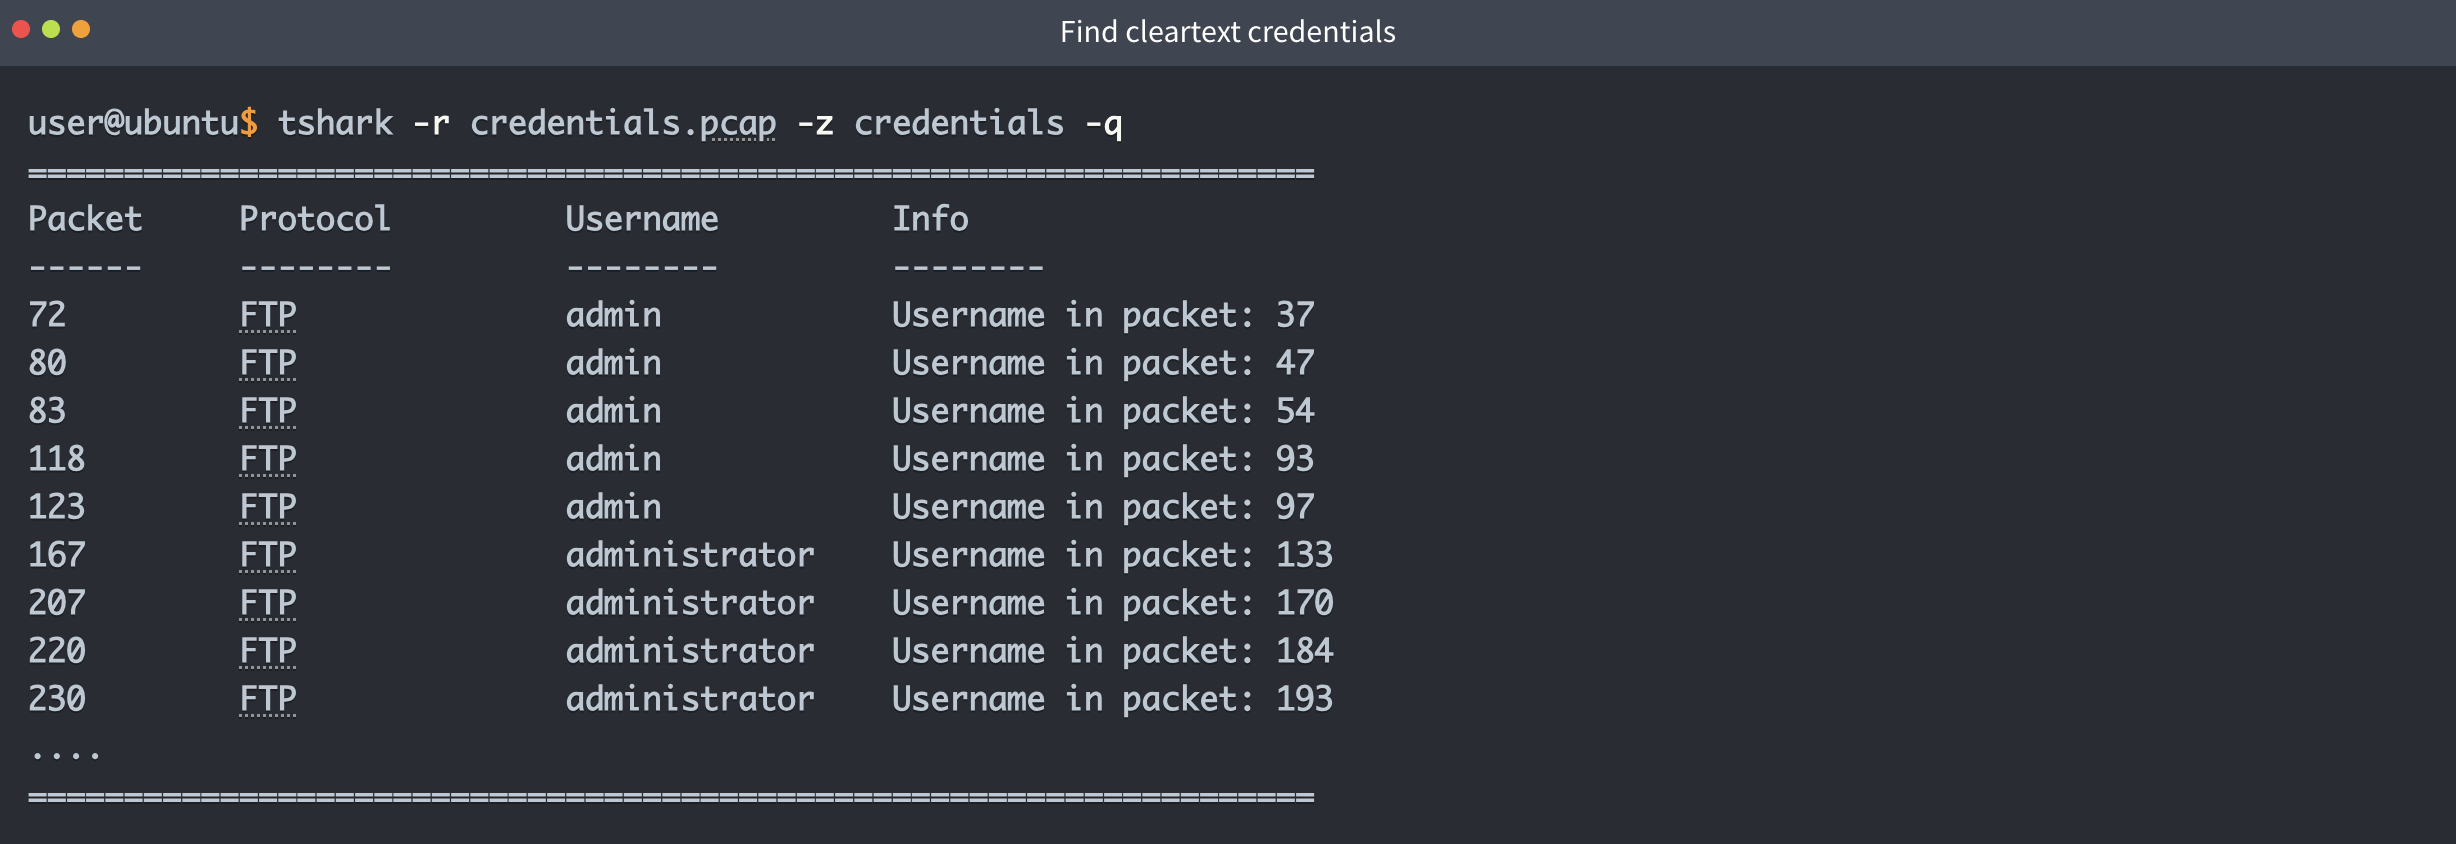 Find cleartext credentials
user@ubuntu$ tshark -r credentials.pcap -z credentials -q
===================================================================
Packet     Protocol         Username         Info
------     --------         --------         --------
72         FTP              admin            Username in packet: 37
80         FTP              admin            Username in packet: 47
83         FTP              admin            Username in packet: 54
118        FTP              admin            Username in packet: 93
123        FTP              admin            Username in packet: 97
167        FTP              administrator    Username in packet: 133
207        FTP              administrator    Username in packet: 170
220        FTP              administrator    Username in packet: 184
230        FTP              administrator    Username in packet: 193
....
===================================================================